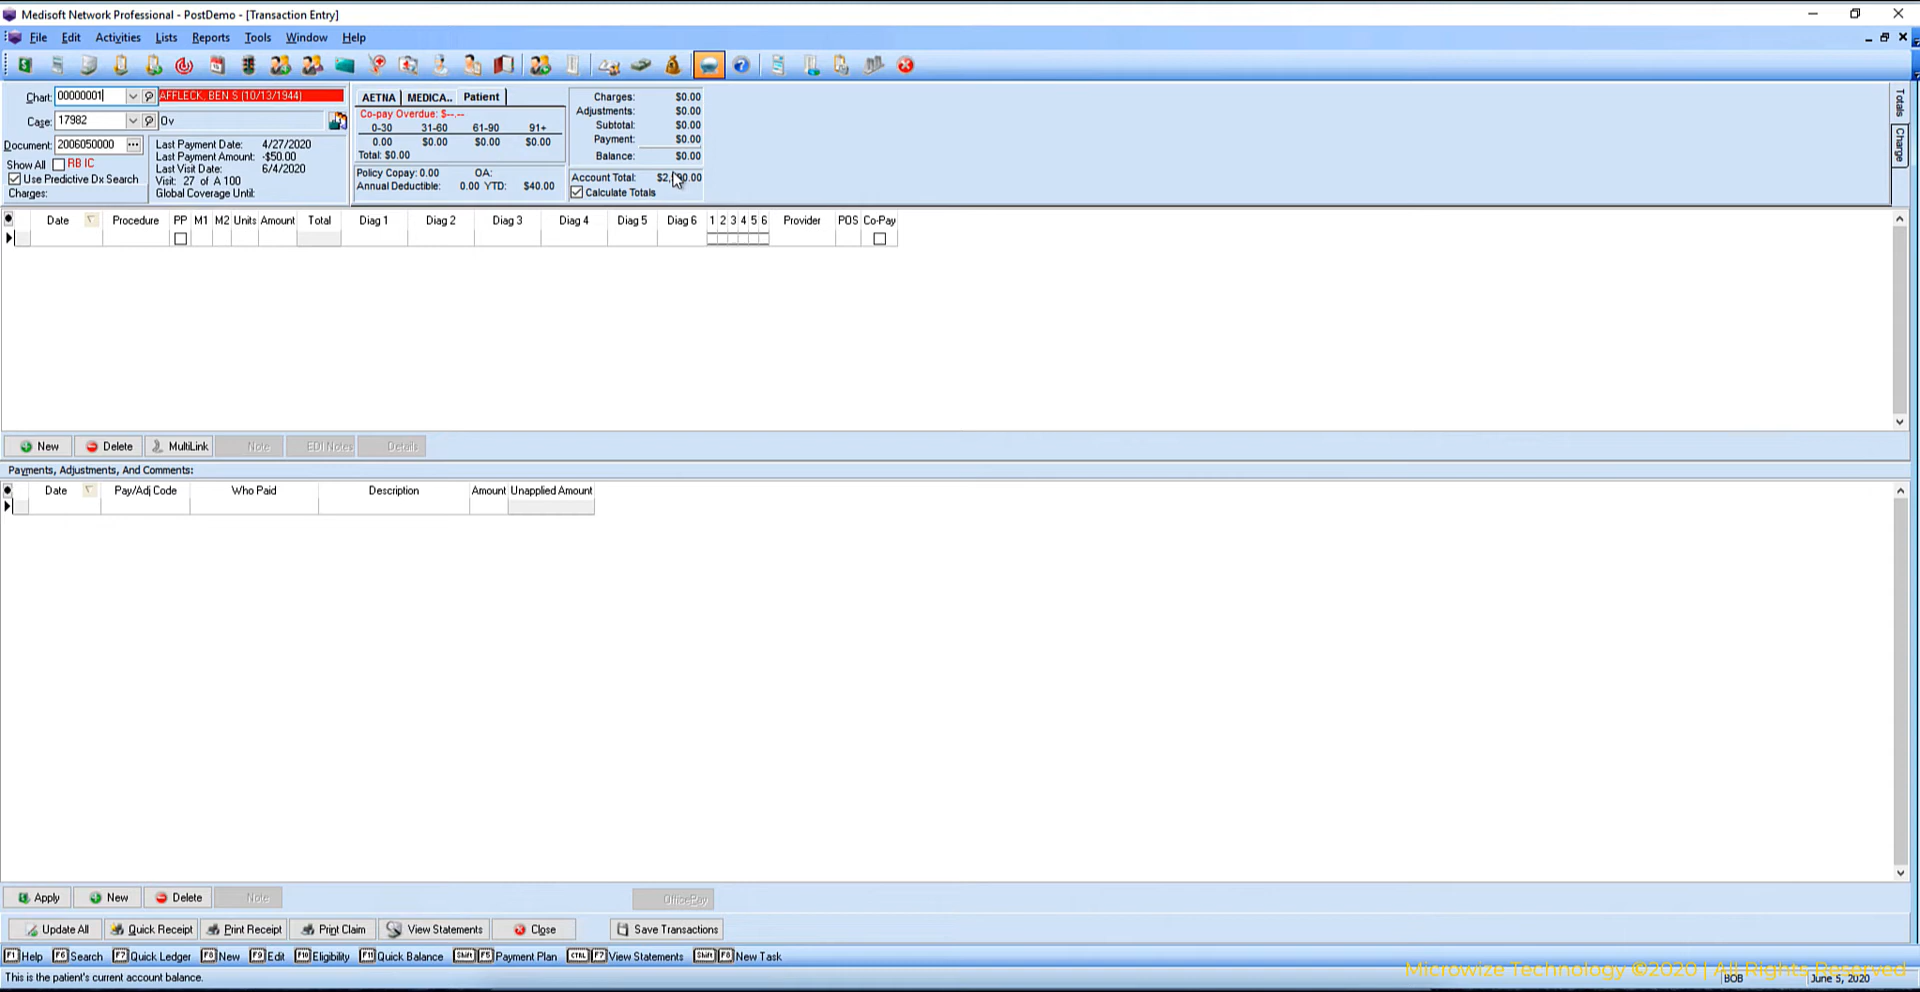 Medisoft Network Professional - PostDemo - [Transaction Entry]
File Edit Activities Lists Reports Tools Window Help
Chart: 00000001 AFFLECK, BEN S (10/13/1944)
Case: 17982 Ov
Document: 2006050000 ...
Show All RB IC
Use Predictive Dx Search
Charges:
Last Payment Date: 4/27/2020
Last Payment Amount: -$50.00
Last Visit Date: 6/4/2020
Visit: 27 of A 100
Global Coverage Until:
AETNA MEDICA.. Patient
Co-pay Overdue: $--.--
0-30 31-60 61-90 91+
0.00 $0.00 $0.00 $0.00
Total: $0.00
Policy Copay: 0.00 OA:
Annual Deductible: 0.00 YTD: $40.00
Charges: $0.00
Adjustments: $0.00
Subtotal: $0.00
Payment: $0.00
Balance: $0.00
Account Total:
Calculate Totals
Totals
Charge
Date Procedure PP M1 M2 Units Amount Total Diag 1 Diag 2 Diag 3 Diag 4 Diag 5 Diag 6 1 2 3 4 5 6 Provider POS Co-Pay
New Delete MultiLink Note EDI Notes Details
Payments, Adjustments, And Comments:
Date Pay/Adj Code Who Paid Description Amount Unapplied Amount
Apply New Delete Note OfficePay
Update All Quick Receipt Print Receipt Print Claim View Statements Close Save Transactions
F1 Help F6 Search F7 Quick Ledger F8 New F9 Edit F10 Eligibility F11 Quick Balance Shift F5 Payment Plan CTRL F7 View Statements Shift F8 New Task
This is the patient's current account balance.
BOB June 5, 2020
Microwize Technology ©2020 | All Rights Reserved